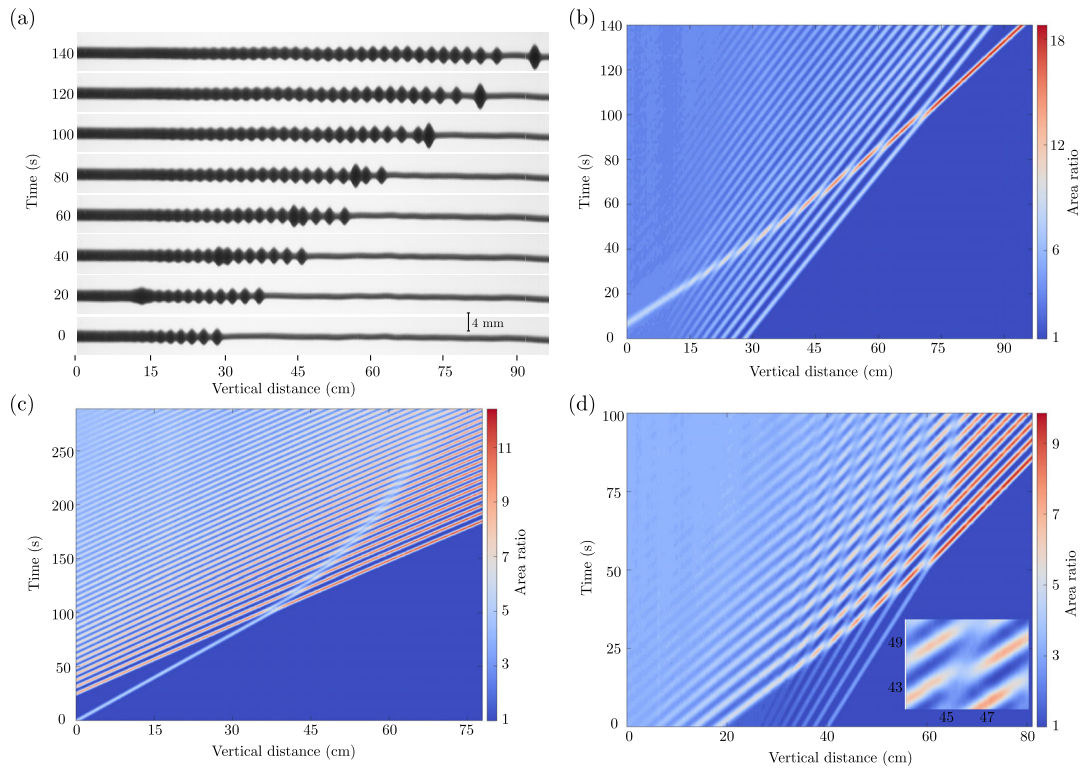 (a)
Time (s)
140
120
100
80
60
40
20
0
4 mm
0 15 30 45 60 75 90
Vertical distance (cm)
(b)
Time (s)
140
120
100
80
60
40
20
0
0 15 30 45 60 75 90
Vertical distance (cm)
18
12
6
1
Area ratio
(c)
Time (s)
250
200
150
100
50
0
0 15 30 45 60 75
Vertical distance (cm)
11
9
7
5
3
1
Area ratio
(d)
Time (s)
100
75
50
25
0
0 20 40 60 80
Vertical distance (cm)
49
43
45 47
9
7
5
3
1
Area ratio